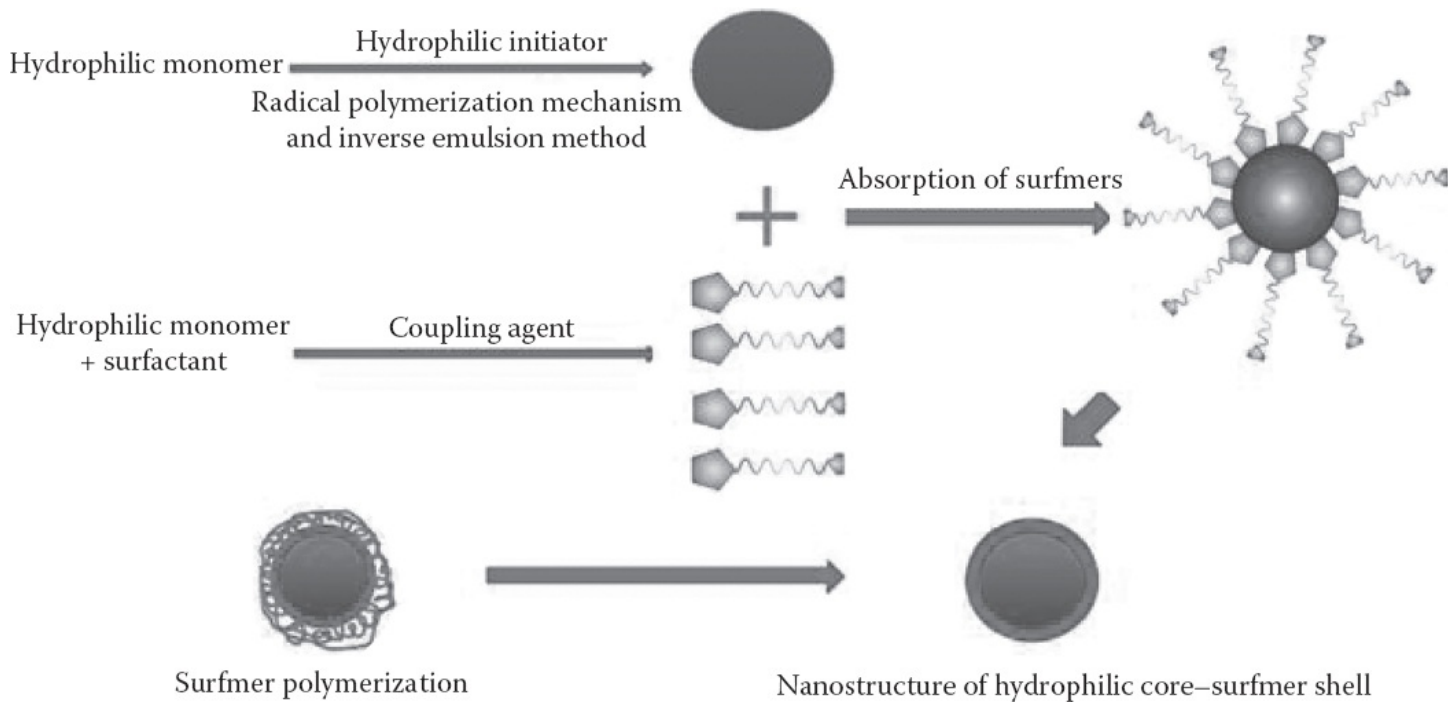 Hydrophilic monomer
Hydrophilic initiator
Radical polymerization mechanism
and inverse emulsion method
Absorption of surfmers
Hydrophilic monomer
+ surfactant
Coupling agent
Surfmer polymerization
Nanostructure of hydrophilic core–surfmer shell